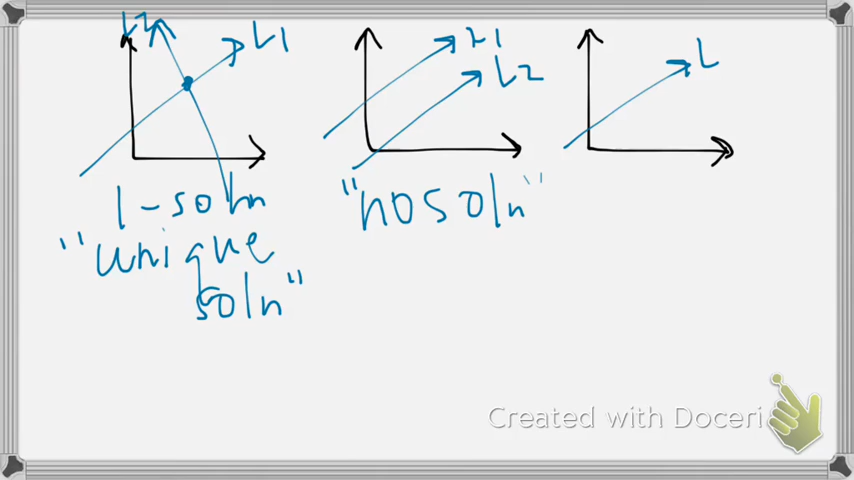 L2
L1
L1
L2
L
1-soln
"no soln"
"unique
soln"
Created with Doceri